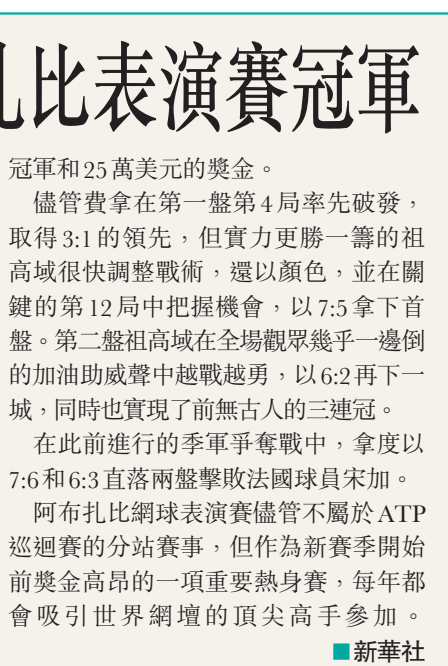 扎比表演賽冠軍
冠軍和25萬美元的獎金。
儘管費拿在第一盤第4局率先破發，
取得3:1的領先，但實力更勝一籌的祖
高域很快調整戰術，還以顏色，並在關
鍵的第12局中把握機會，以7:5拿下首
盤。第二盤祖高域在全場觀眾幾乎一邊倒
的加油助威聲中越戰越勇，以6:2再下一
城，同時也實現了前無古人的三連冠。
在此前進行的季軍爭奪戰中，拿度以
7:6和6:3直落兩盤擊敗法國球員宋加。
阿布扎比網球表演賽儘管不屬於ATP
巡迴賽的分站賽事，但作為新賽季開始
前獎金高昂的一項重要熱身賽，每年都
會吸引世界網壇的頂尖高手參加。
■新華社